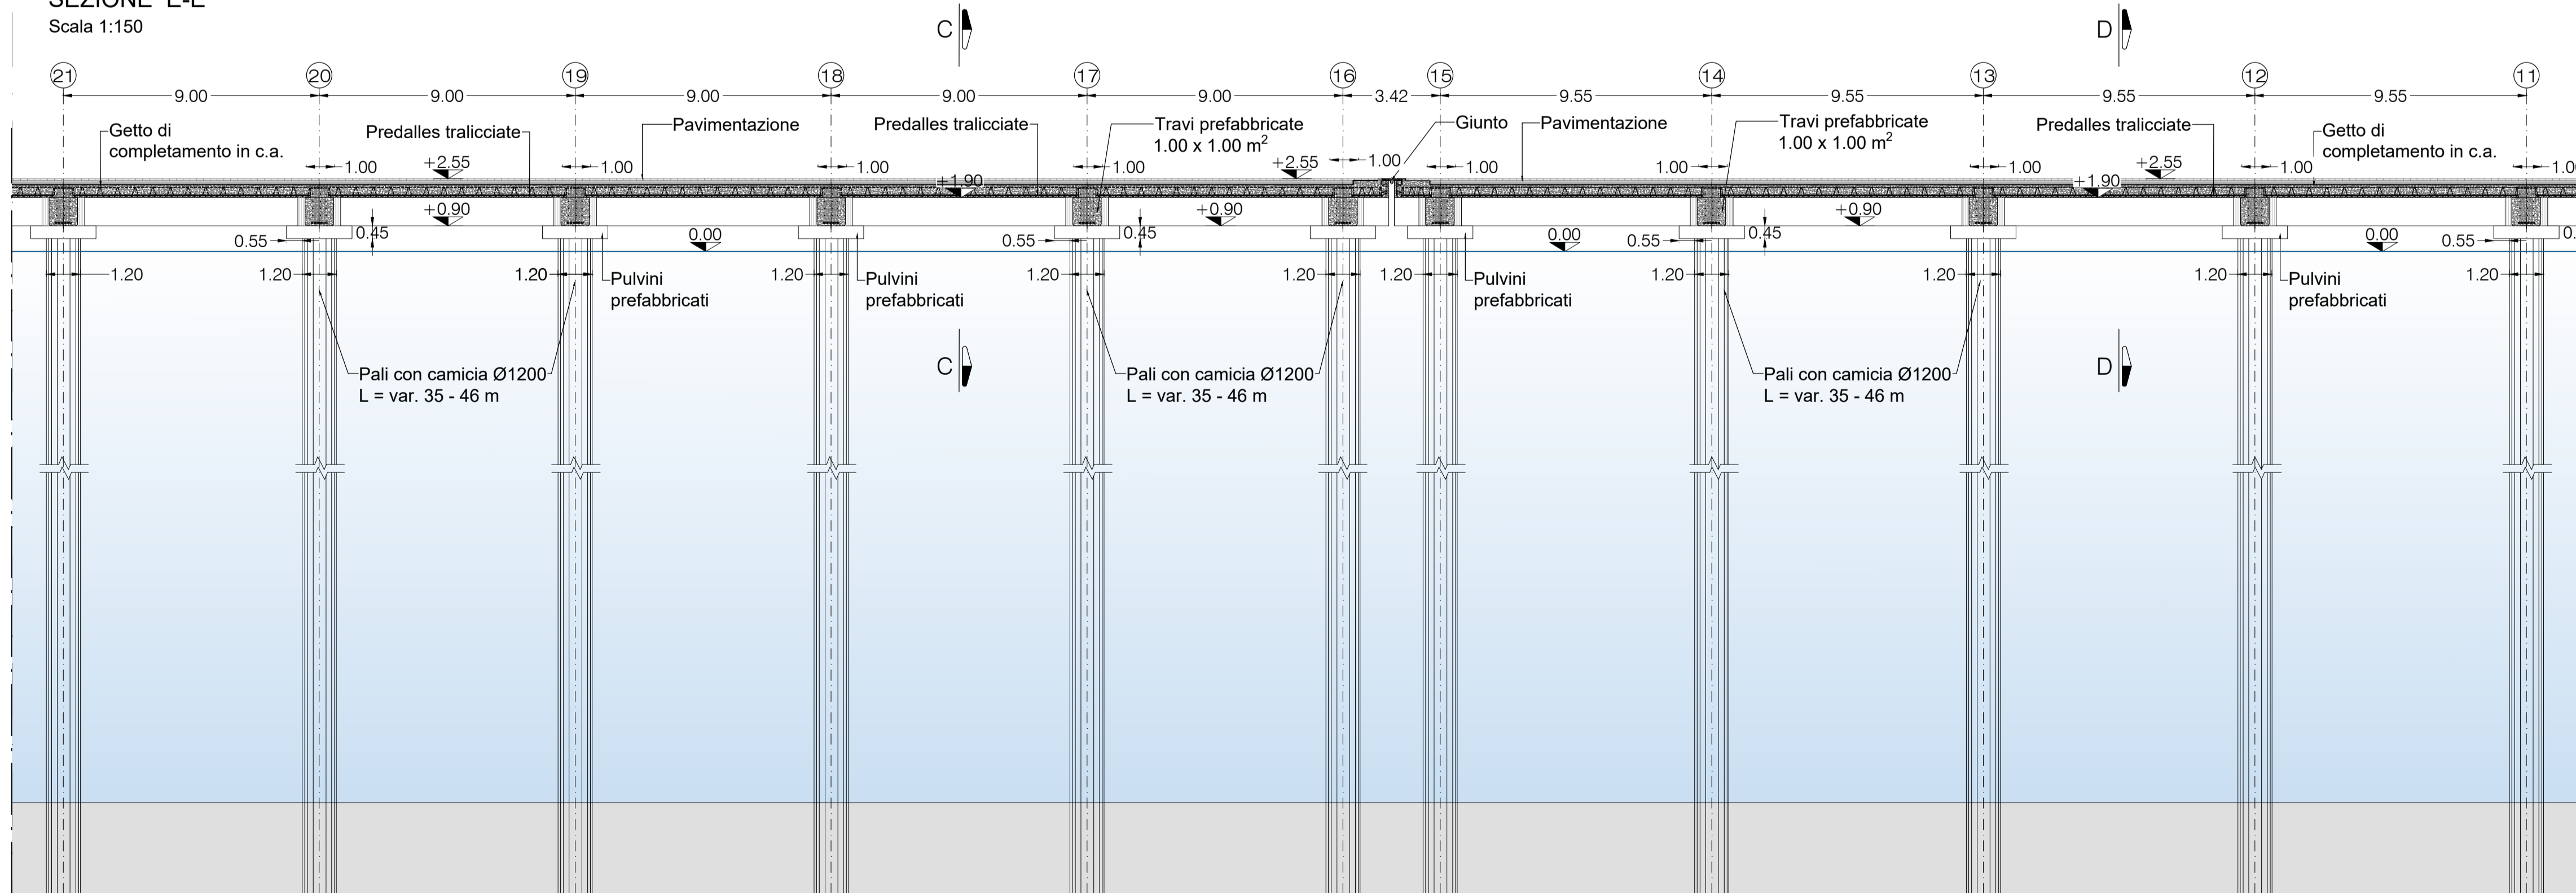 SEZIONE E-E
Scala 1:150
C
D
21 20 19 18 17 16 15 14 13 12 11
9.00 9.00 9.00 9.00 9.00 3.42 9.55 9.55 9.55 9.55
Getto di
completamento in c.a.
Predalles tralicciate
Pavimentazione
Predalles tralicciate
Travi prefabbricate
1.00 x 1.00 m²
Giunto
Pavimentazione
Travi prefabbricate
1.00 x 1.00 m²
Predalles tralicciate
Getto di
completamento in c.a.
1.00 +2.55 1.00 1.00 1.00 +2.55 1.00 1.00 1.00 1.00 +2.55 1.00
+1.90 +1.90
+0.90 +0.90 +0.90
0.55 0.45 0.00 0.55 0.45 0.00 0.55 0.45 0.00 0.55
1.20 1.20 1.20 1.20 1.20 1.20 1.20 1.20 1.20 1.20 1.20
Pulvini
prefabbricati
Pulvini
prefabbricati
Pulvini
prefabbricati
Pulvini
prefabbricati
C
D
Pali con camicia Ø1200
L = var. 35 - 46 m
Pali con camicia Ø1200
L = var. 35 - 46 m
Pali con camicia Ø1200
L = var. 35 - 46 m